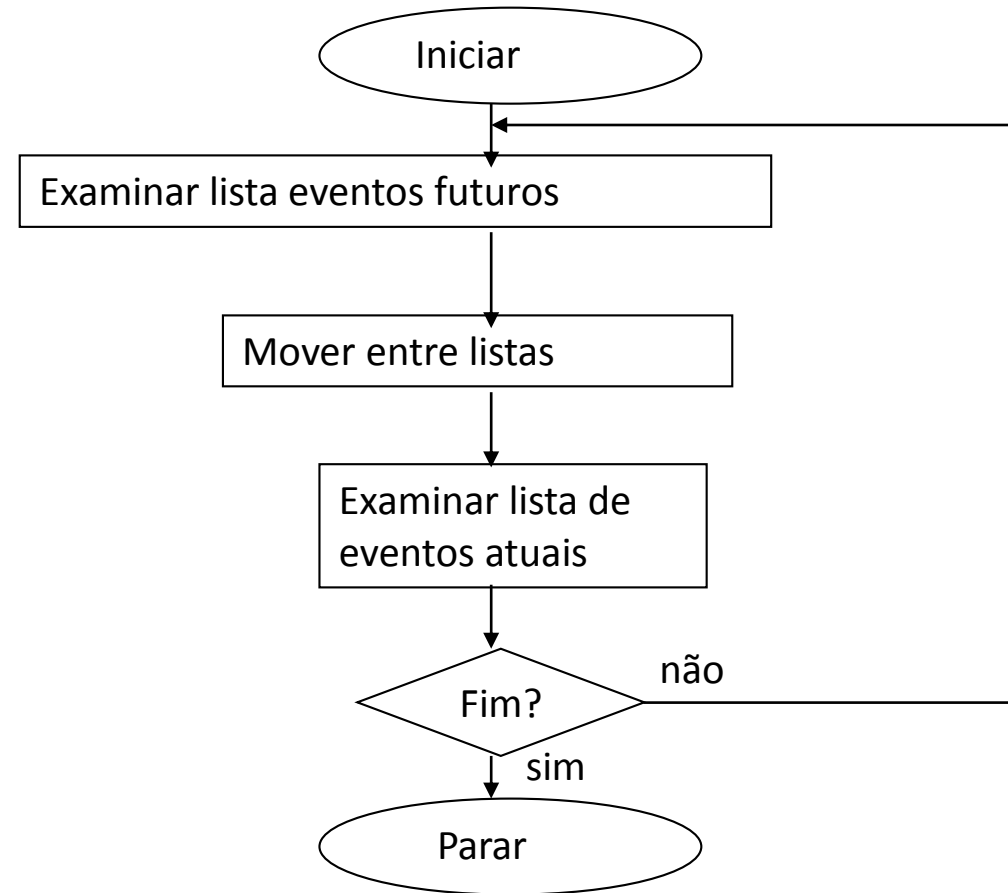 Iniciar
Examinar lista eventos futuros
Mover entre listas
Examinar lista de
eventos atuais
não
Fim?
sim
Parar